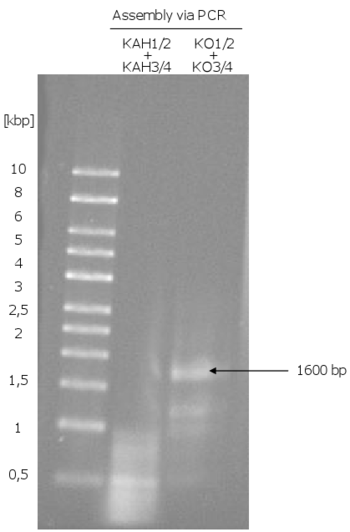 Assembly via PCR
KAH1/2 KO1/2
+ +
KAH3/4 KO3/4
[kbp]
10
8
6
5
4
3
2,5
2
1,5
1600 bp
1
0,5